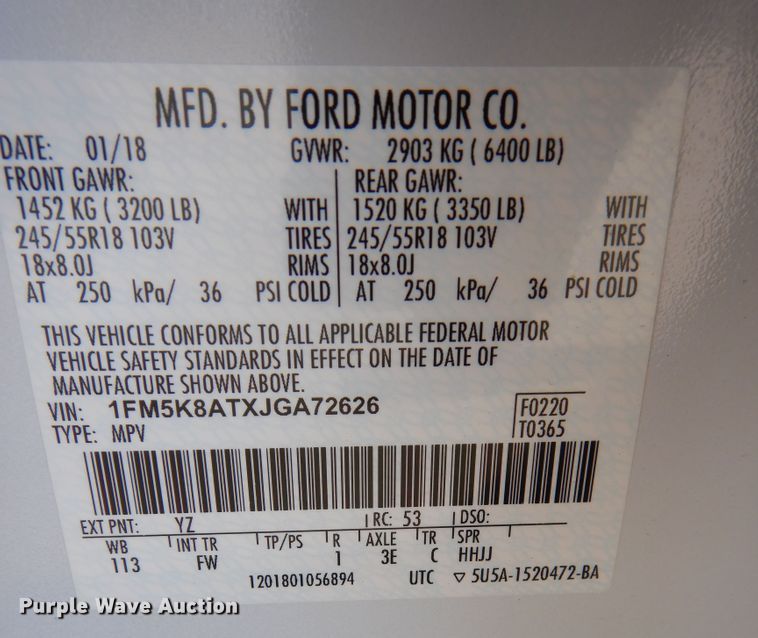 MFD. BY FORD MOTOR CO.
DATE: 01/18 GVWR: 2903 KG ( 6400 LB)
FRONT GAWR: REAR GAWR:
1452 KG ( 3200 LB) WITH 1520 KG ( 3350 LB) WITH
245/55R18 103V TIRES 245/55R18 103V TIRES
18x8.0J RIMS 18x8.0J RIMS
AT 250 kPa/ 36 PSI COLD AT 250 kPa/ 36 PSI COLD
THIS VEHICLE CONFORMS TO ALL APPLICABLE FEDERAL MOTOR
VEHICLE SAFETY STANDARDS IN EFFECT ON THE DATE OF
MANUFACTURE SHOWN ABOVE.
VIN: 1FM5K8ATXJGA72626 F0220
TYPE: MPV T0365
EXT PNT: YZ RC: 53 DSO:
WB INT TR TP/PS R AXLE TR SPR
113 FW 1 3E C HHJJ
1201801056894 UTC ▽ 5U5A-1520472-BA
Purple Wave Auction